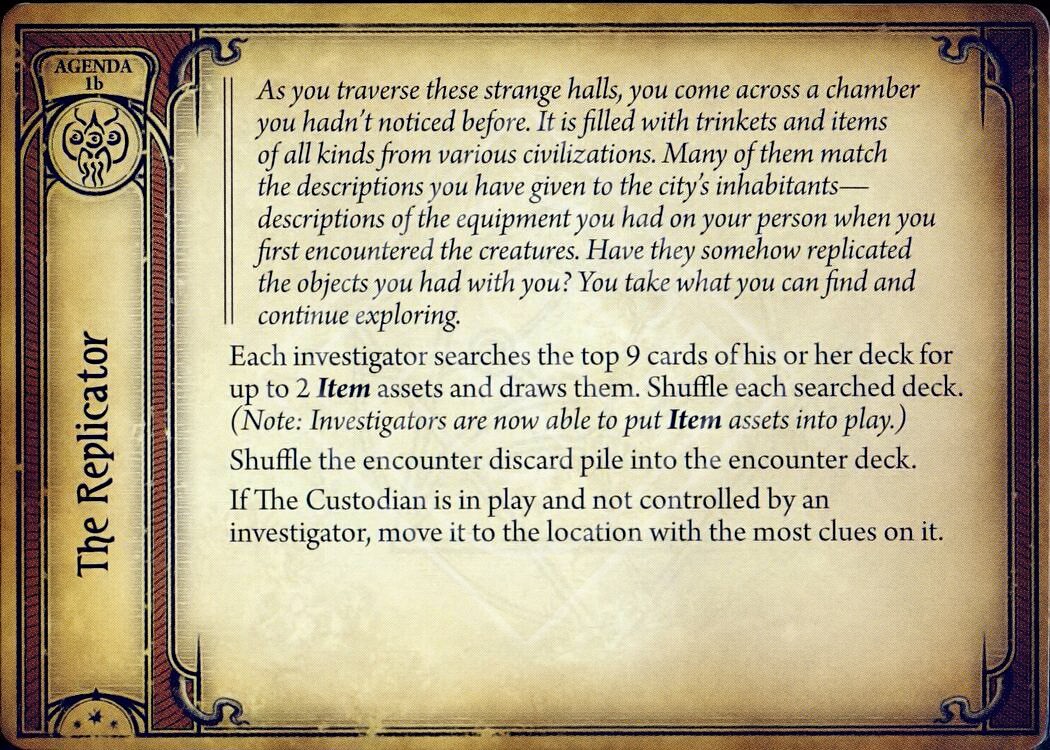 AGENDA
1b
The Replicator
As you traverse these strange halls, you come across a chamber
you hadn't noticed before. It is filled with trinkets and items
of all kinds from various civilizations. Many of them match
the descriptions you have given to the city's inhabitants—
descriptions of the equipment you had on your person when you
first encountered the creatures. Have they somehow replicated
the objects you had with you? You take what you can find and
continue exploring.
Each investigator searches the top 9 cards of his or her deck for
up to 2 Item assets and draws them. Shuffle each searched deck.
(Note: Investigators are now able to put Item assets into play.)
Shuffle the encounter discard pile into the encounter deck.
If The Custodian is in play and not controlled by an
investigator, move it to the location with the most clues on it.